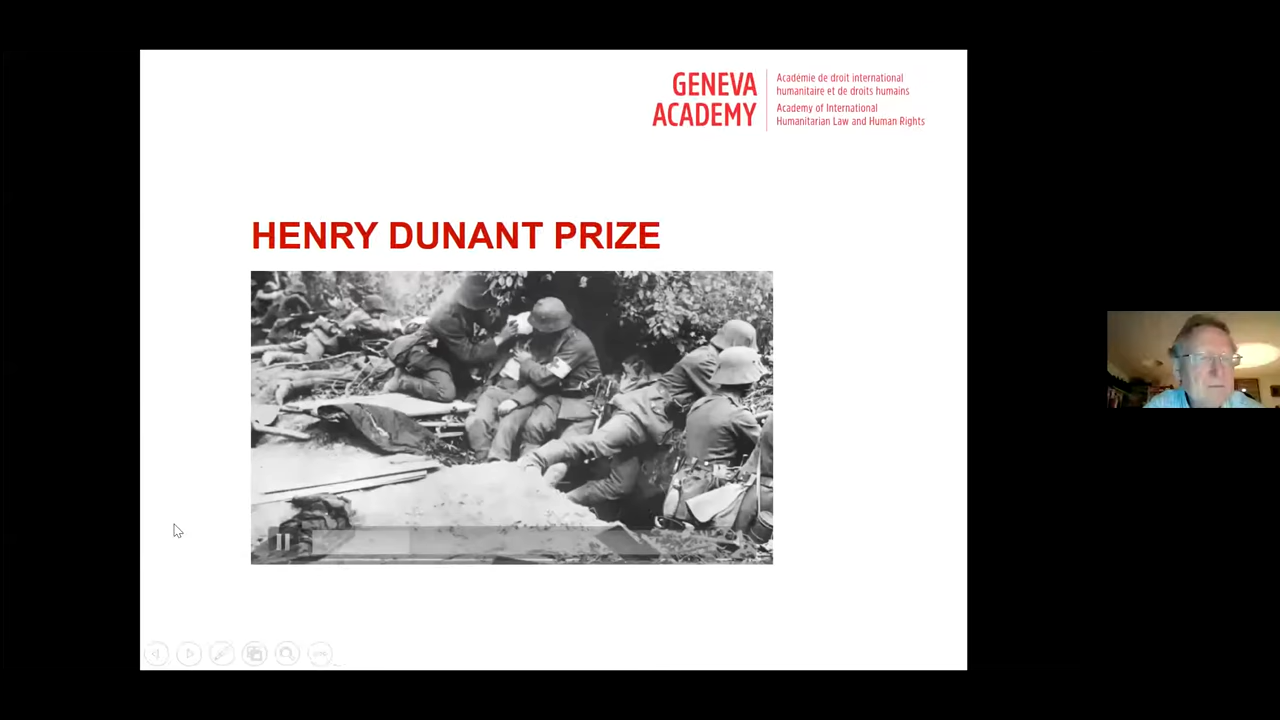 GENEVA
ACADEMY
Académie de droit international
humanitaire et de droits humains
Academy of International
Humanitarian Law and Human Rights
HENRY DUNANT PRIZE